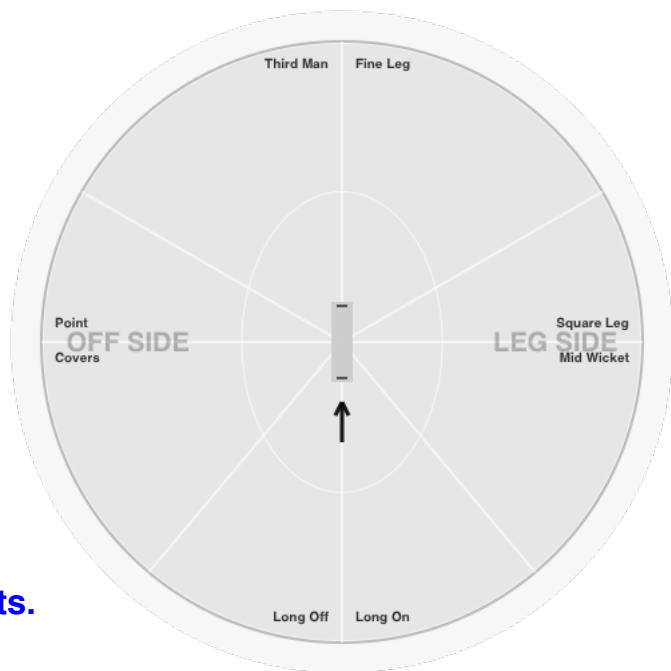 Third Man Fine Leg
Point
OFF SIDE
Covers
Square Leg
LEG SIDE
Mid Wicket
ts.
Long Off Long On